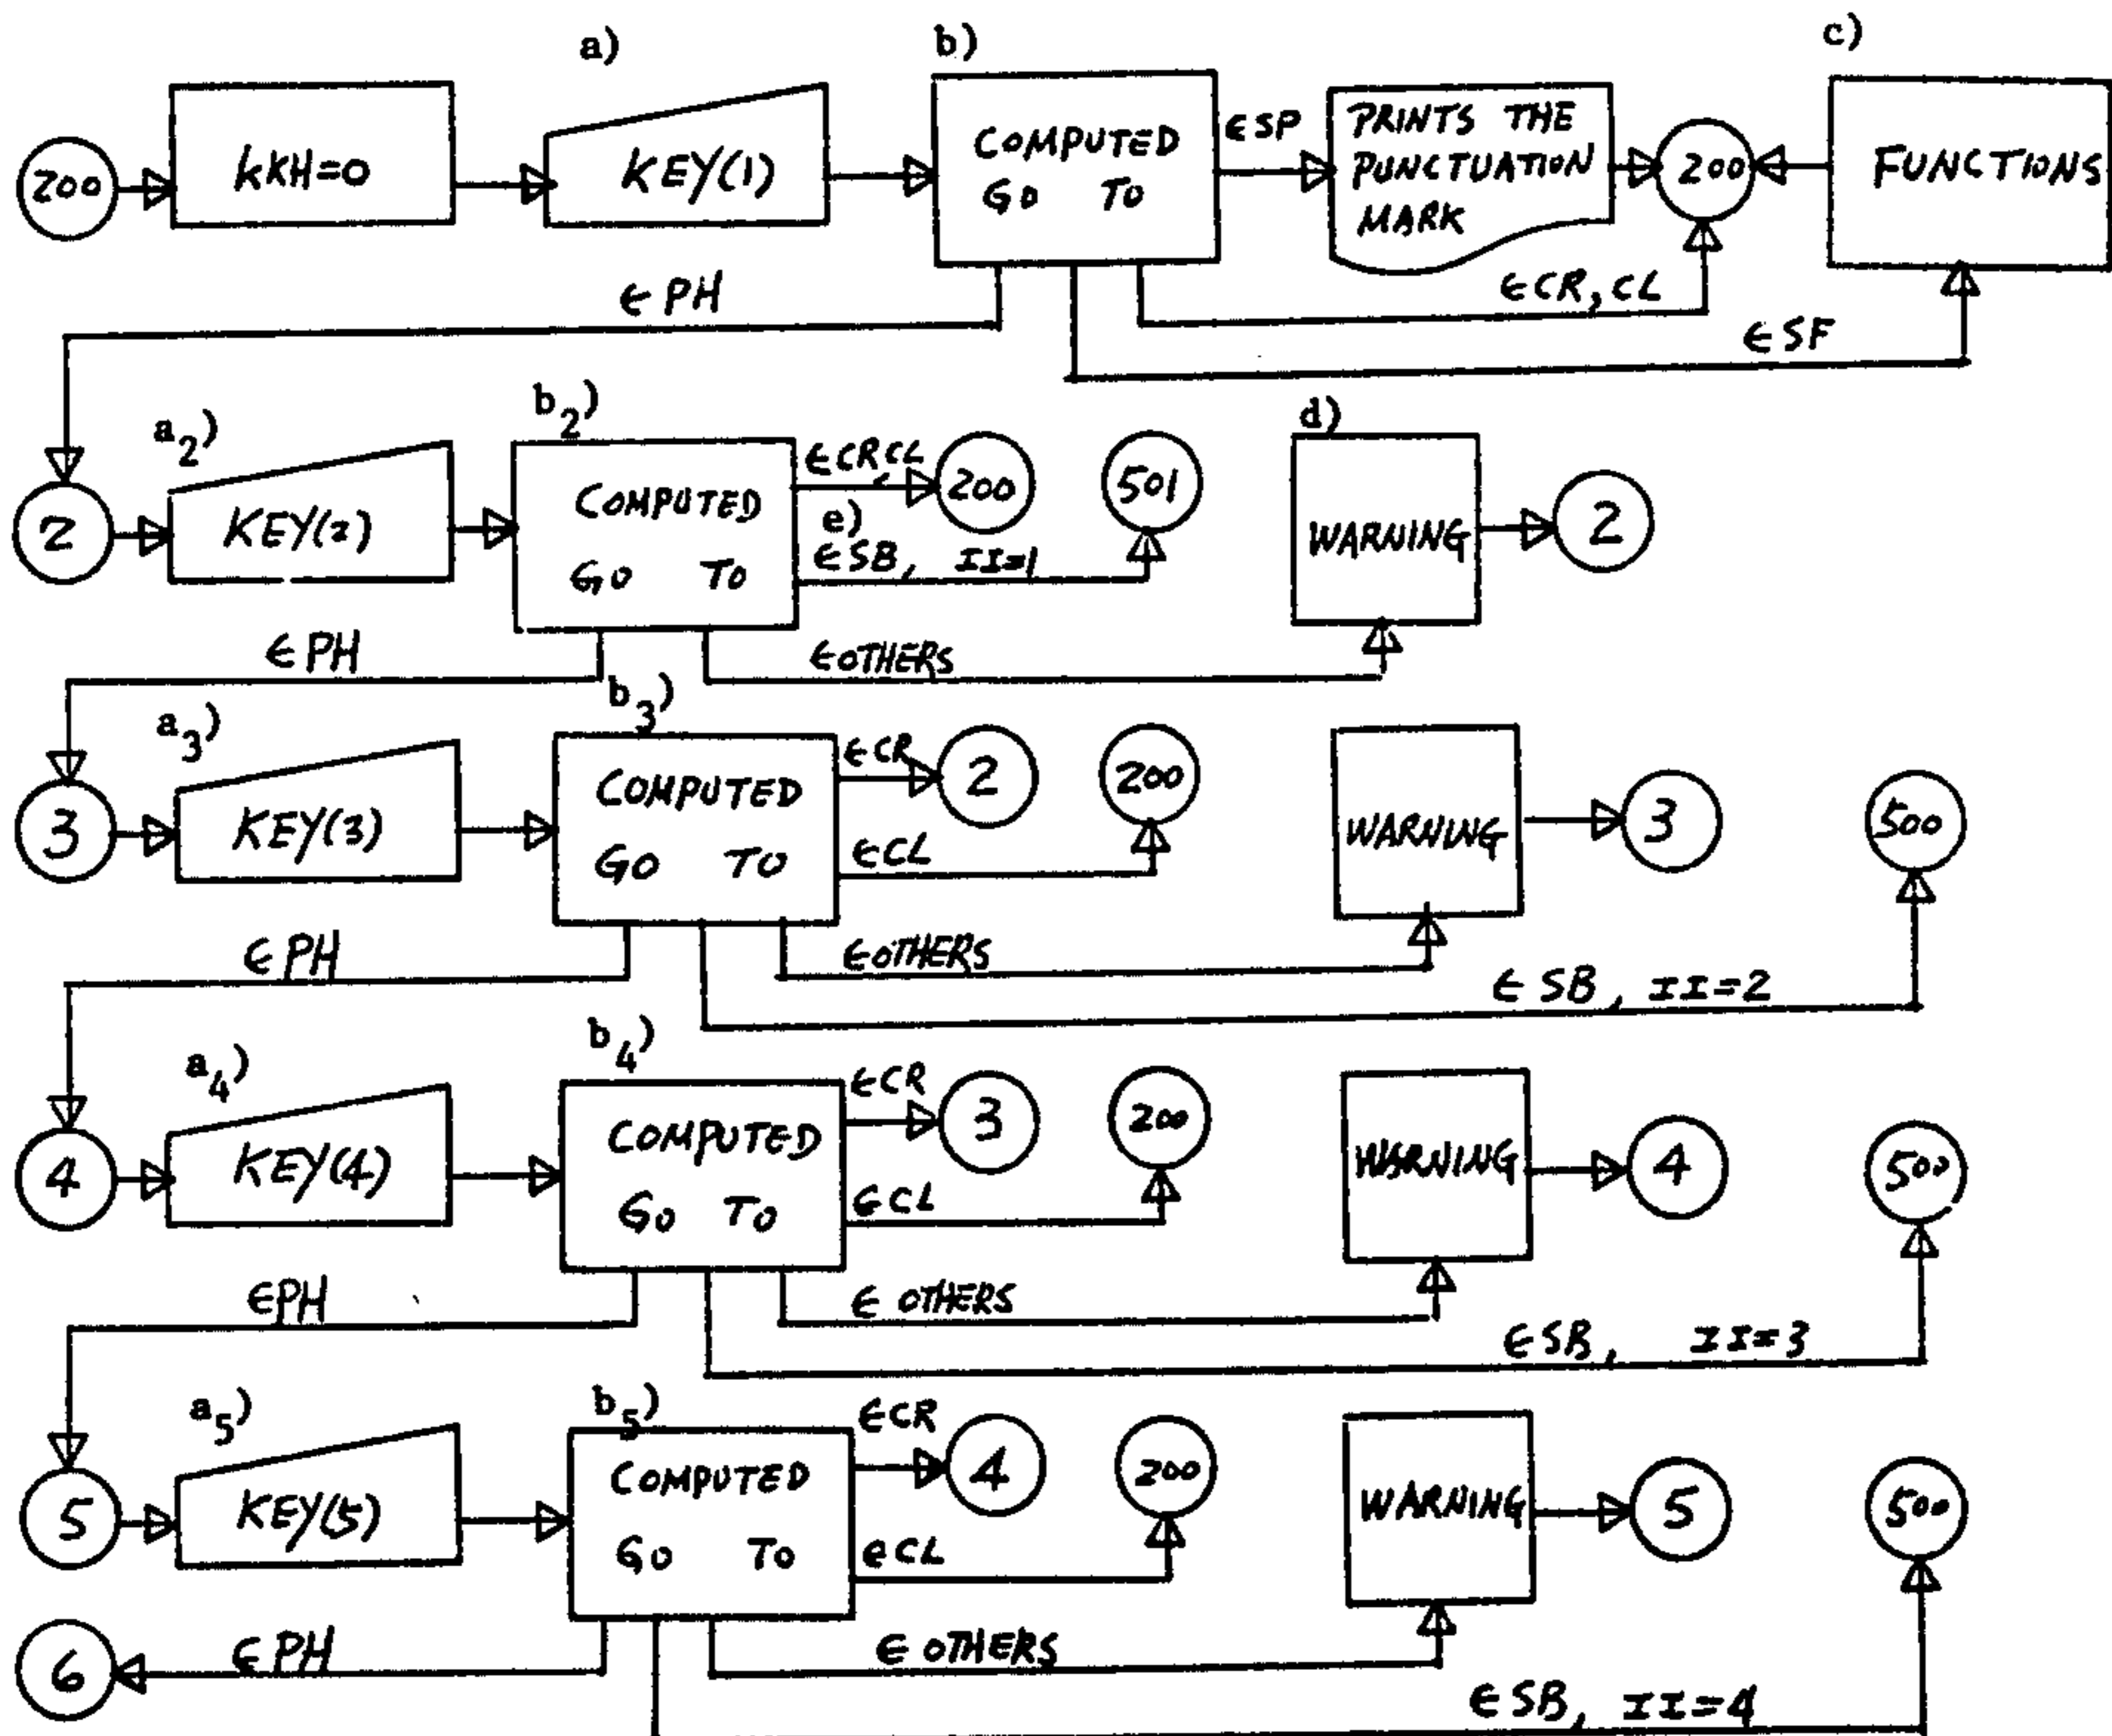 a)
b)
c)
200
KKH=0
KEY(1)
COMPUTED
GO TO
ϵ SP
PRINTS THE
PUNCTUATION
MARK
200
FUNCTIONS
ϵ PH
ϵ CR, CL
ϵ SF
a2)
b2)
d)
2
KEY(2)
COMPUTED
GO TO
ϵ CR, CL
200
501
e)
ϵ SB, II=1
WARNING
2
ϵ PH
ϵ OTHERS
a3)
b3)
3
KEY(3)
COMPUTED
GO TO
ϵ CR
2
200
ϵ CL
WARNING
3
500
ϵ PH
ϵ OTHERS
ϵ SB, II=2
a4)
b4)
4
KEY(4)
COMPUTED
GO TO
ϵ CR
3
200
ϵ CL
WARNING
4
500
ϵ PH
ϵ OTHERS
ϵ SB, II=3
a5)
b5)
5
KEY(5)
COMPUTED
GO TO
ϵ CR
4
200
ϵ CL
WARNING
5
500
6
ϵ PH
ϵ OTHERS
ϵ SB, II=4